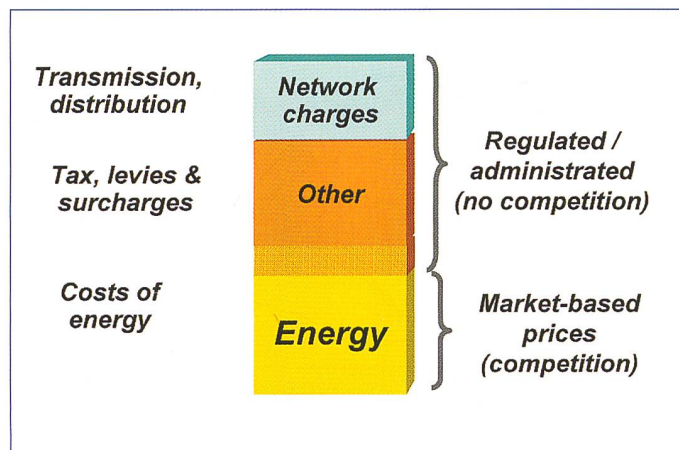 Transmission,
distribution
Network
charges
Regulated /
administrated
(no competition)
Tax, levies &
surcharges
Other
Costs of
energy
Energy
Market-based
prices
(competition)